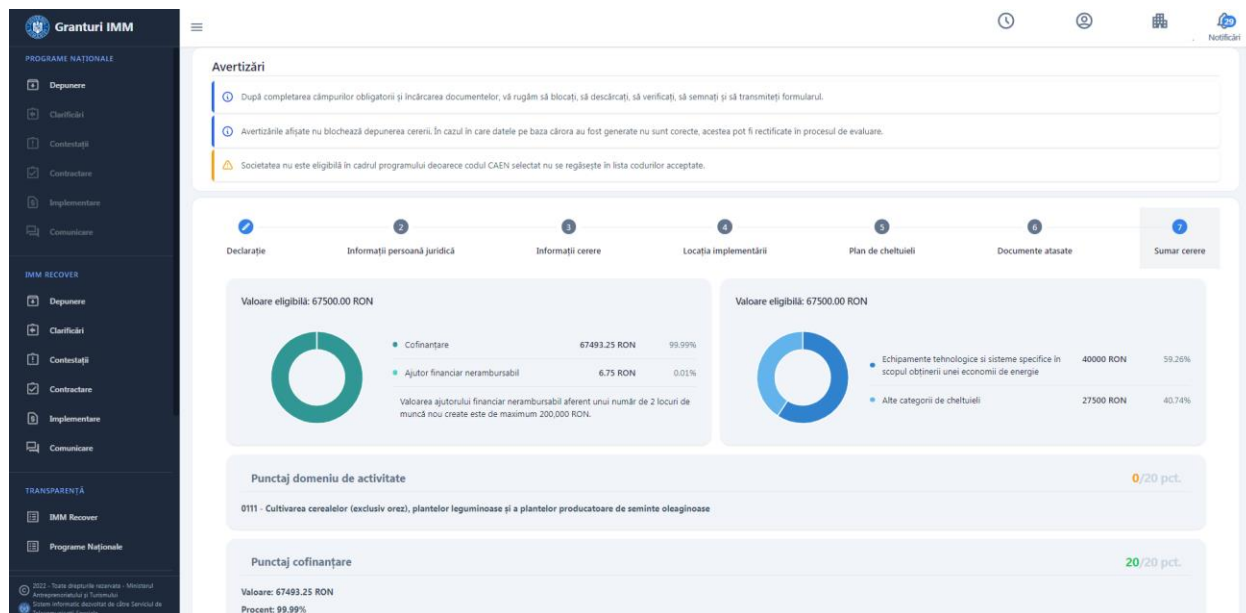 Granturi IMM
29
Notificări
PROGRAME NAȚIONALE
Depunere
Clarificări
Contestații
Contractare
Implementare
Comunicare
IMM RECOVER
Depunere
Clarificări
Contestații
Contractare
Implementare
Comunicare
TRANSPARENȚĂ
IMM Recover
Programe Naționale
2022 - Toate drepturile rezervate - Ministerul
Antreprenoriatului și Turismului
Sistem informatic dezvoltat de către Serviciul de
Avertizări
După completarea câmpurilor obligatorii și încărcarea documentelor, vă rugăm să blocați, să descărcați, să verificați, să semnați și să transmiteți formularul.
Avertizările afișate nu blochează depunerea cererii. În cazul în care datele pe baza cărora au fost generate nu sunt corecte, acestea pot fi rectificate în procesul de evaluare.
Societatea nu este eligibilă în cadrul programului deoarece codul CAEN selectat nu se regăsește în lista codurilor acceptate.
2 3 4 5 6 7
Declarație Informații persoană juridică Informații cerere Locația implementării Plan de cheltuieli Documente atasate Sumar cerere
Valoare eligibilă: 67500.00 RON
Cofinanțare 67493.25 RON 99.99%
Ajutor financiar nerambursabil 6.75 RON 0.01%
Valoarea ajutorului financiar nerambursabil aferent unui număr de 2 locuri de
muncă nou create este de maximum 200,000 RON.
Valoare eligibilă: 67500.00 RON
Echipamente tehnologice si sisteme specifice în 40000 RON 59.26%
scopul obținerii unei economii de energie
Alte categorii de cheltuieli 27500 RON 40.74%
Punctaj domeniu de activitate 0/20 pct.
0111 - Cultivarea cerealelor (exclusiv orez), plantelor leguminoase și a plantelor producatoare de seminte oleaginoase
Punctaj cofinanțare 20/20 pct.
Valoare: 67493.25 RON
Procent: 99.99%